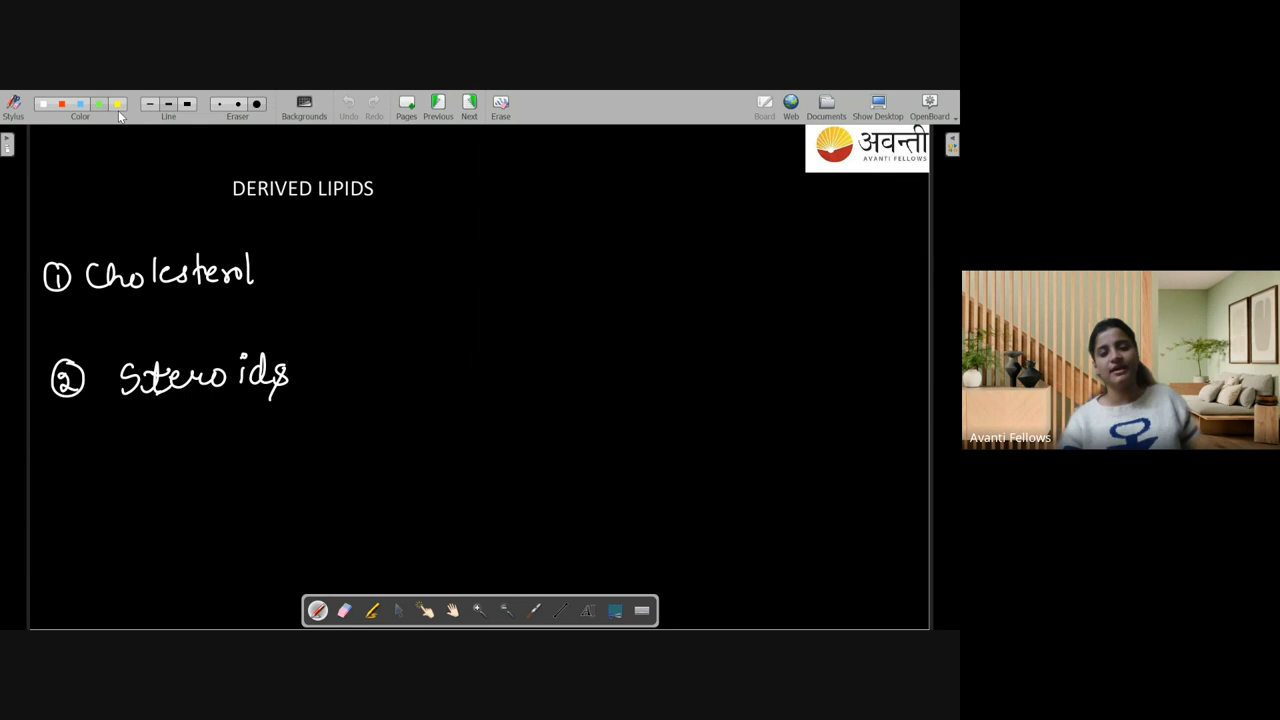 Stylus
Color
Line
Eraser
Backgrounds
Undo
Redo
Pages
Previous
Next
Erase
Board
Web
Documents
Show Desktop
OpenBoard
अवन्ती
AVANTI FELLOWS
DERIVED LIPIDS
① Cholesterol
② Steroids
Avanti Fellows